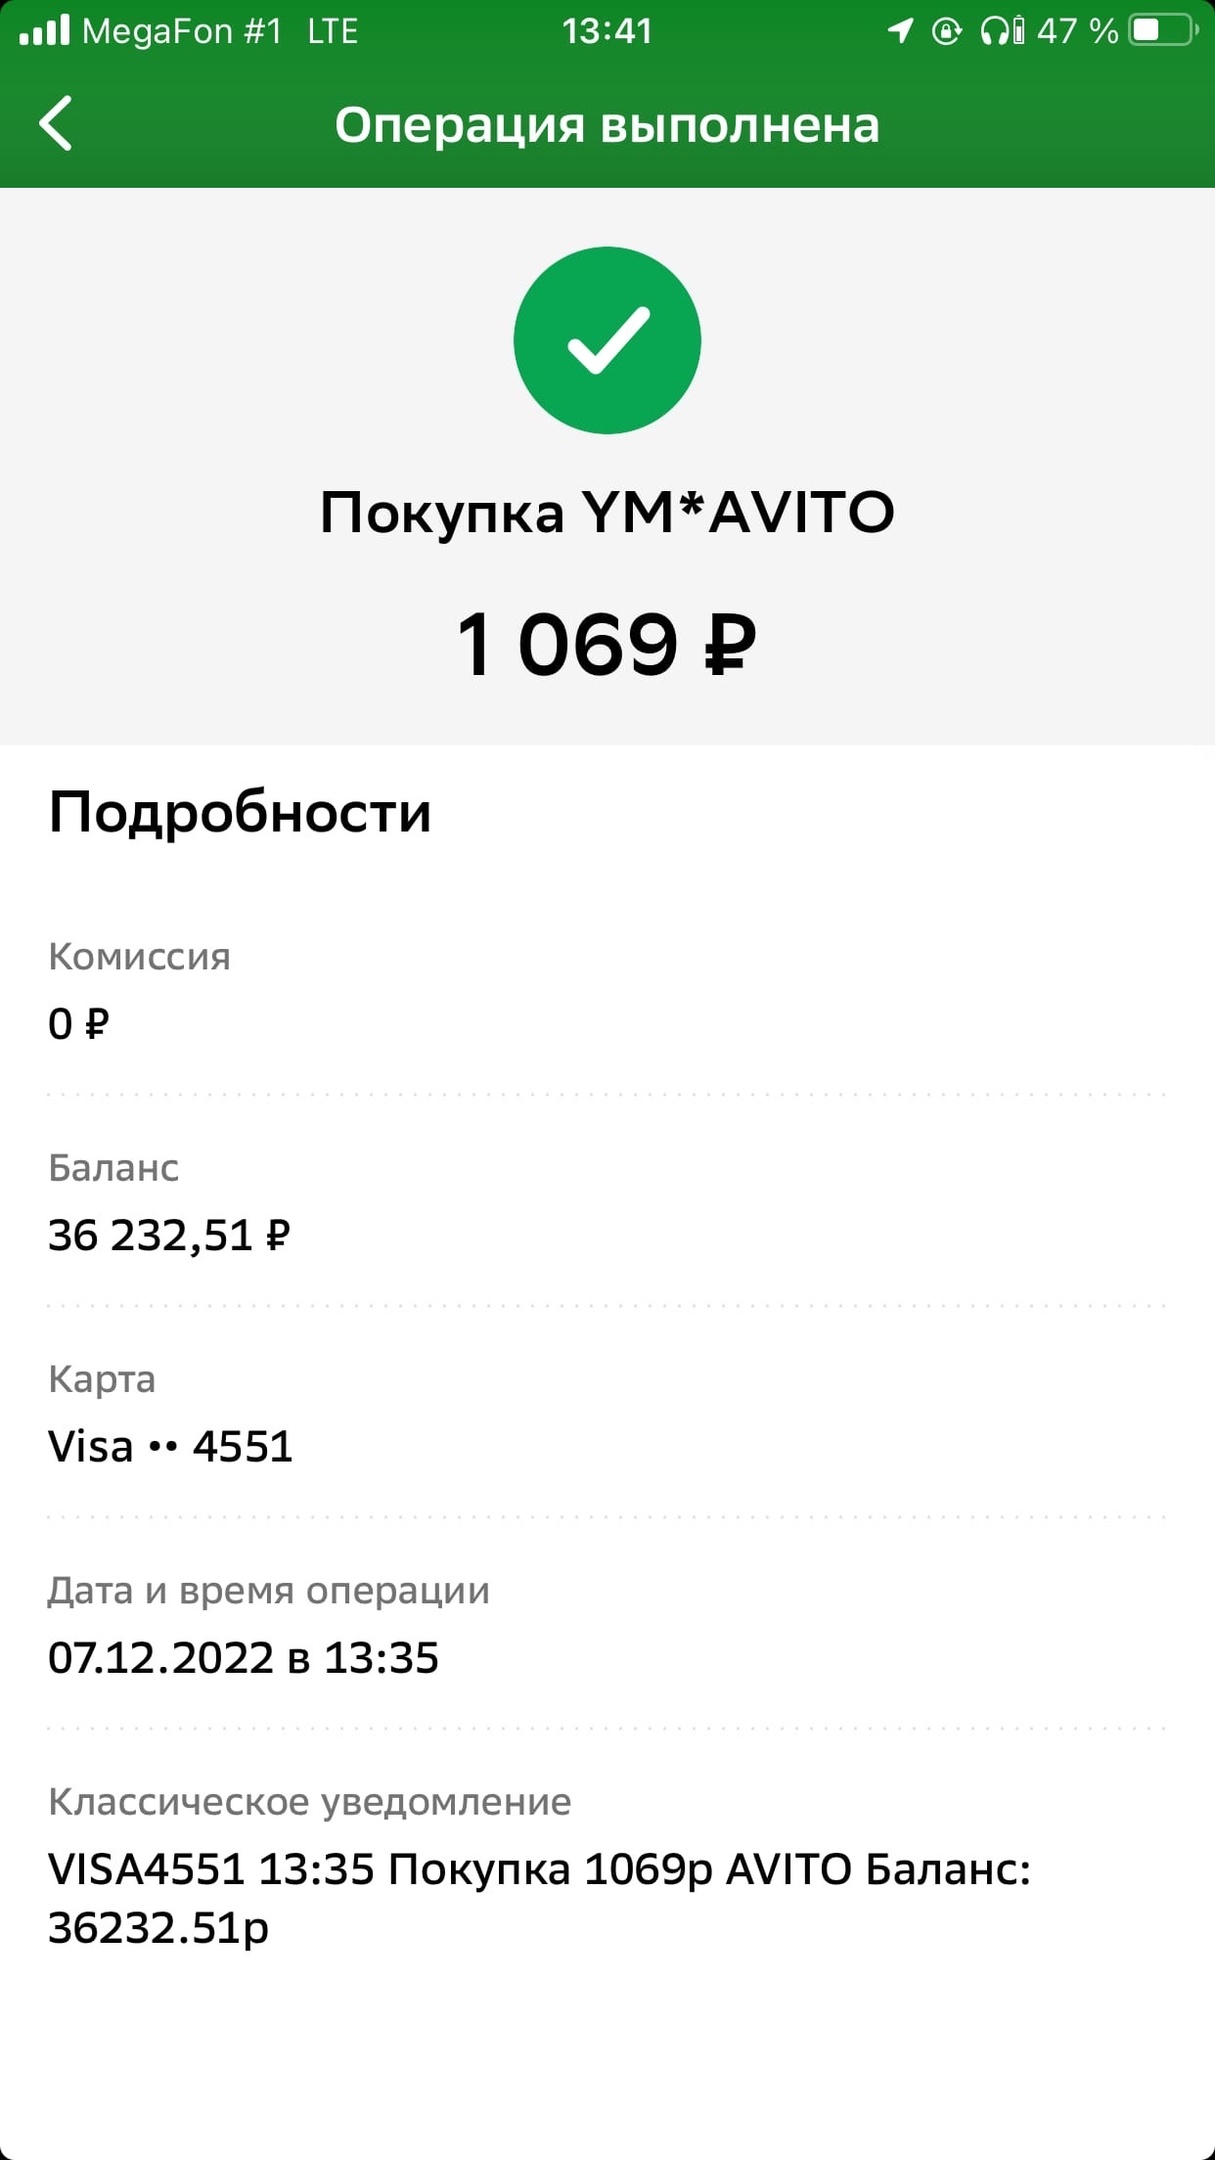 MegaFon #1 LTE 13:41 47 %
Операция выполнена
Покупка YM*AVITO
1 069 ₽
Подробности
Комиссия
0 ₽
Баланс
36 232,51 ₽
Карта
Visa •• 4551
Дата и время операции
07.12.2022 в 13:35
Классическое уведомление
VISA4551 13:35 Покупка 1069р AVITO Баланс:
36232.51р